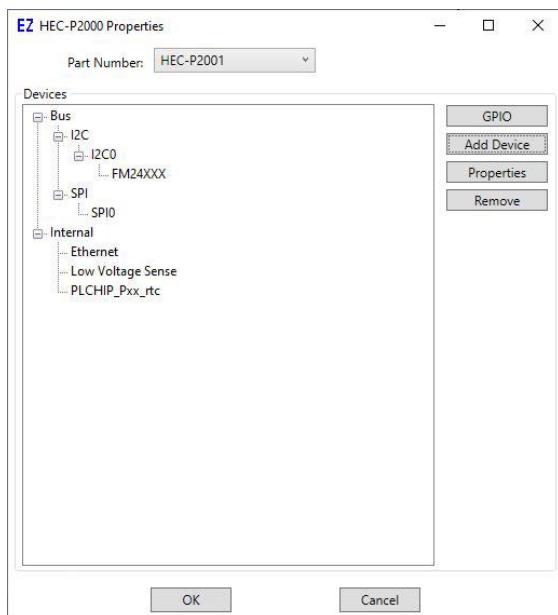 EZ HEC-P2000 Properties
Part Number: HEC-P2001
Devices
Bus
I2C
I2C0
FM24XXX
SPI
SPI0
Internal
Ethernet
Low Voltage Sense
PLCHIP_Pxx_rtc
GPIO
Add Device
Properties
Remove
OK Cancel